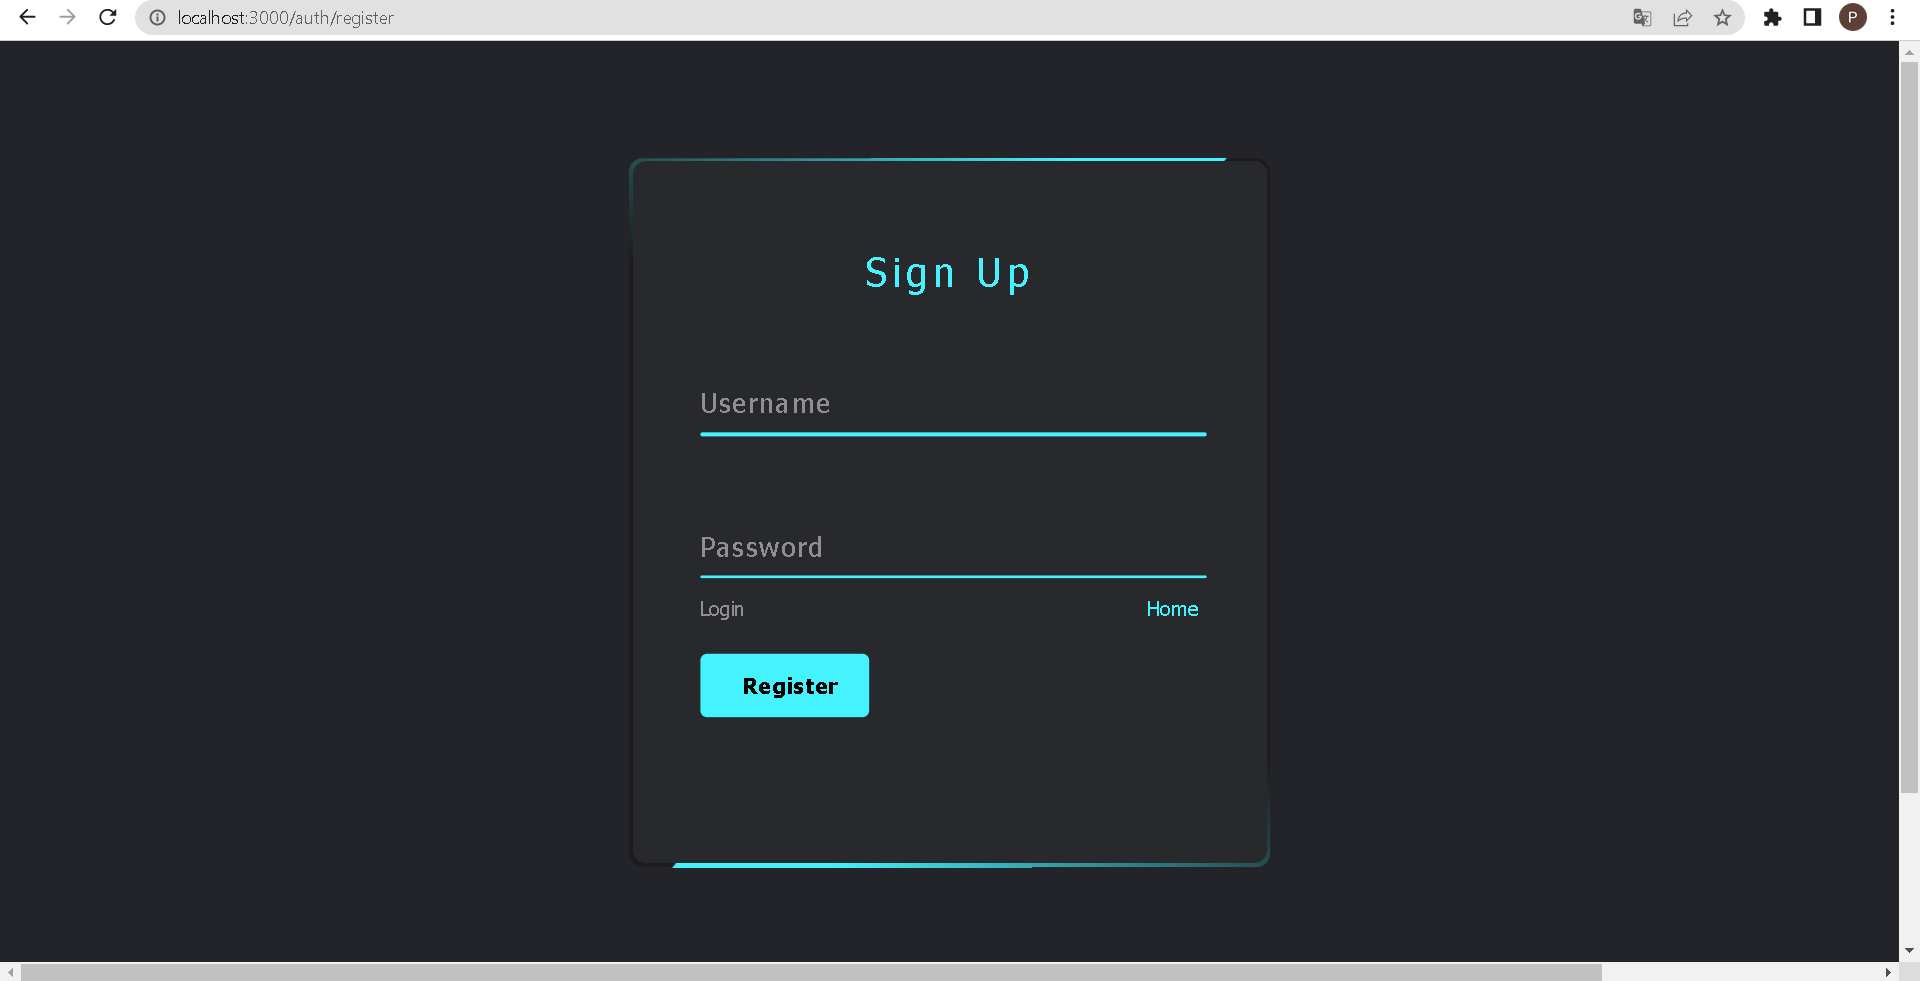 localhost:3000/auth/register
P
Sign Up
Username
Password
Login Home
Register